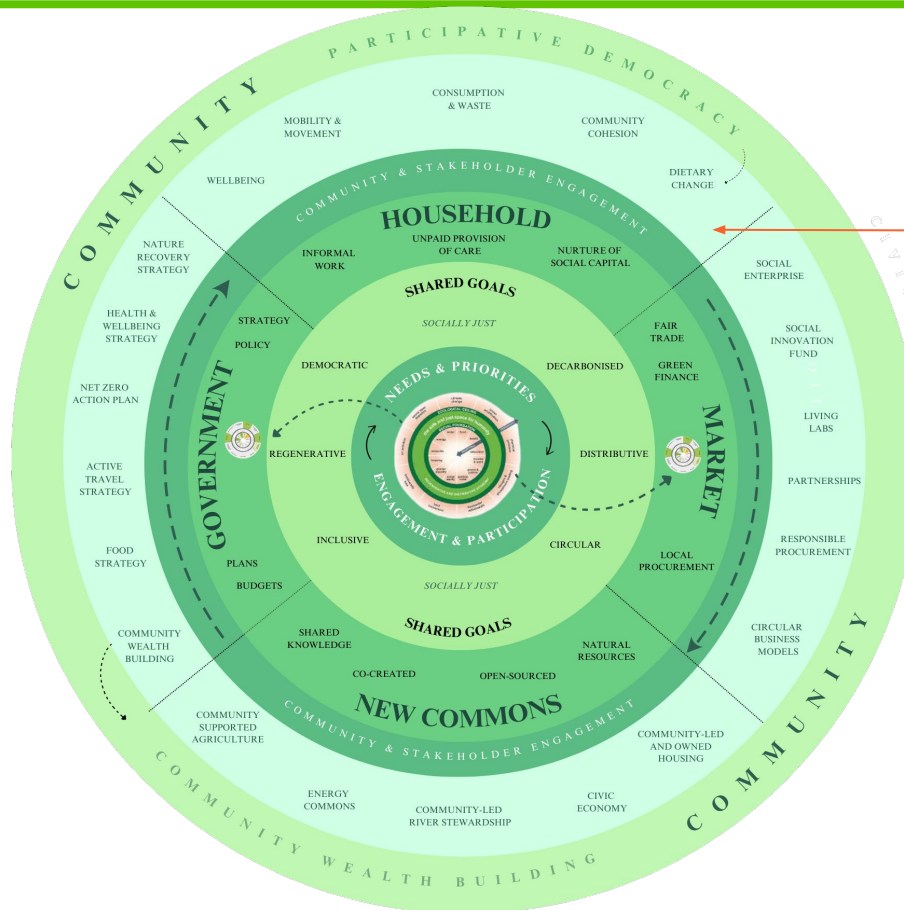 PARTICIPATIVE DEMOCRACY
COMMUNITY
CONSUMPTION
& WASTE
MOBILITY &
MOVEMENT
COMMUNITY
COHESION
WELLBEING
DIETARY
CHANGE
COMMUNITY & STAKEHOLDER ENGAGEMENT
HOUSEHOLD
INFORMAL
WORK
UNPAID PROVISION
OF CARE
NURTURE OF
SOCIAL CAPITAL
NATURE
RECOVERY
STRATEGY
HEALTH &
WELLBEING
STRATEGY
NET ZERO
ACTION PLAN
ACTIVE
TRAVEL
STRATEGY
FOOD
STRATEGY
COMMUNITY
WEALTH
BUILDING
STRATEGY
POLICY
GOVERNMENT
PLANS
BUDGETS
SHARED GOALS
SOCIALLY JUST
DEMOCRATIC
DECARBONISED
REGENERATIVE
DISTRIBUTIVE
INCLUSIVE
CIRCULAR
SOCIALLY JUST
SHARED GOALS
NEEDS & PRIORITIES
ENGAGEMENT & PARTICIPATION
FAIR
TRADE
GREEN
FINANCE
MARKET
LOCAL
PROCUREMENT
SOCIAL
ENTERPRISE
SOCIAL
INNOVATION
FUND
LIVING
LABS
PARTNERSHIPS
RESPONSIBLE
PROCUREMENT
CIRCULAR
BUSINESS
MODELS
SHARED
KNOWLEDGE
CO-CREATED
OPEN-SOURCED
NATURAL
RESOURCES
NEW COMMONS
COMMUNITY & STAKEHOLDER ENGAGEMENT
COMMUNITY
SUPPORTED
AGRICULTURE
ENERGY
COMMONS
COMMUNITY-LED
RIVER STEWARDSHIP
CIVIC
ECONOMY
COMMUNITY-LED
AND OWNED
HOUSING
COMMUNITY
COMMUNITY WEALTH BUILDING